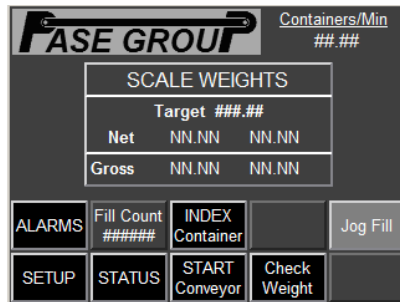 PASE GROUP
Containers/Min
##.##
SCALE WEIGHTS
Target ###.##
Net NN.NN NN.NN
Gross NN.NN NN.NN
ALARMS
Fill Count
######
INDEX
Container
Jog Fill
SETUP
STATUS
START
Conveyor
Check
Weight